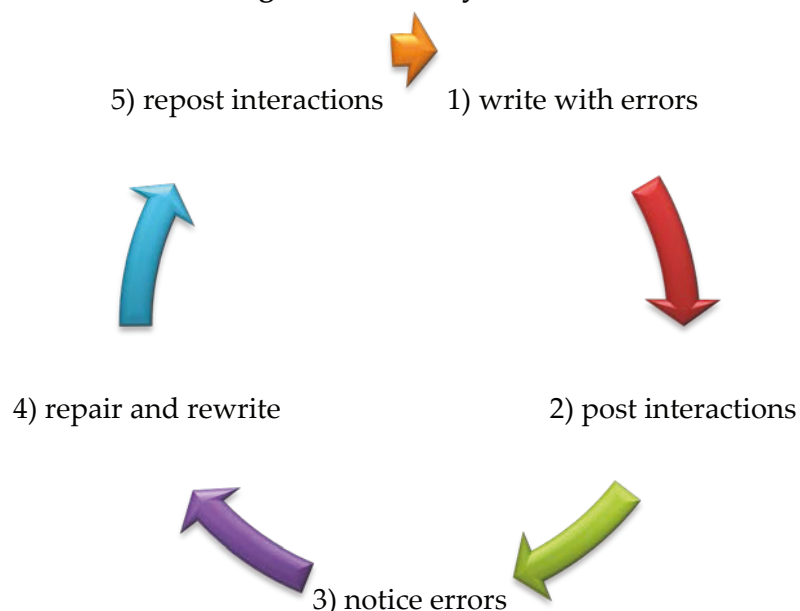 5) repost interactions
1) write with errors
4) repair and rewrite
2) post interactions
3) notice errors